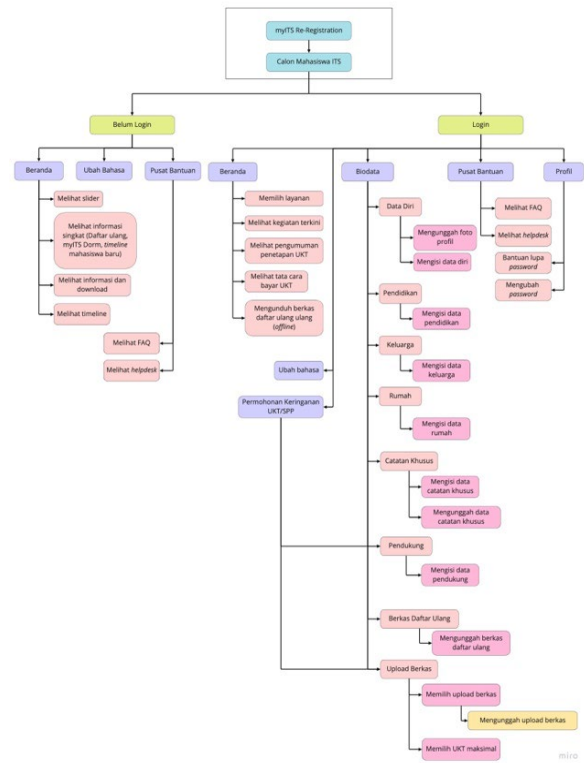 myITS Re-Registration
Calon Mahasiswa ITS
Belum Login
Login
Beranda
Ubah Bahasa
Pusat Bantuan
Beranda
Biodata
Pusat Bantuan
Profil
Melihat slider
Melihat informasi
singkat (Daftar ulang,
myITS Dorm, timeline
mahasiswa baru)
Melihat informasi dan
download
Melihat timeline
Melihat FAQ
Melihat helpdesk
Memilih layanan
Melihat kegiatan terkini
Melihat pengumuman
penetapan UKT
Melihat tata cara
bayar UKT
Mengunduh berkas
daftar ulang ulang
(offline)
Ubah bahasa
Permohonan Keringanan
UKT/SPP
Data Diri
Mengunggah foto
profil
Mengisi data diri
Pendidikan
Mengisi data
pendidikan
Keluarga
Mengisi data
keluarga
Rumah
Mengisi data
rumah
Catatan Khusus
Mengisi data
catatan khusus
Mengunggah data
catatan khusus
Pendukung
Mengisi data
pendukung
Berkas Daftar Ulang
Mengunggah berkas
daftar ulang
Upload Berkas
Memilih upload berkas
Mengunggah upload berkas
Memilih UKT maksimal
Melihat FAQ
Melihat helpdesk
Bantuan lupa
password
Mengubah
password
miro